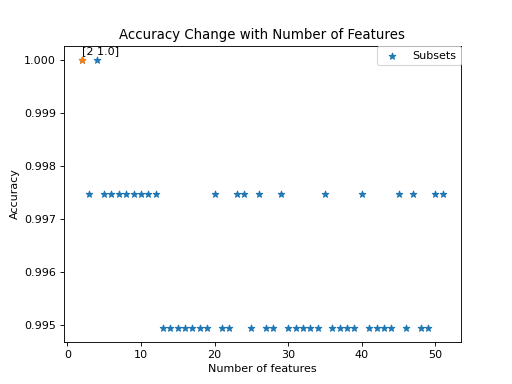 Accuracy Change with Number of Features
[2 1.0]
Subsets
1.000
0.999
0.998
0.997
0.996
0.995
Accuracy
0 10 20 30 40 50
Number of features